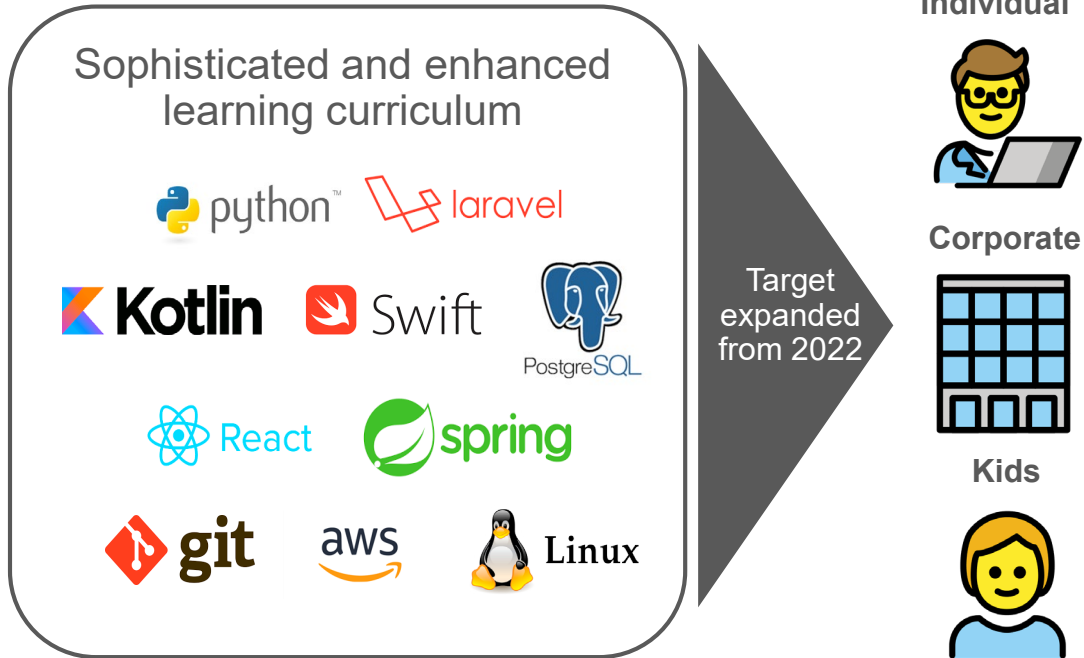 Individual
Sophisticated and enhanced
learning curriculum
python™
laravel
Corporate
Kotlin
Swift
PostgreSQL
Target
expanded
from 2022
React
spring
Kids
git
aws
Linux